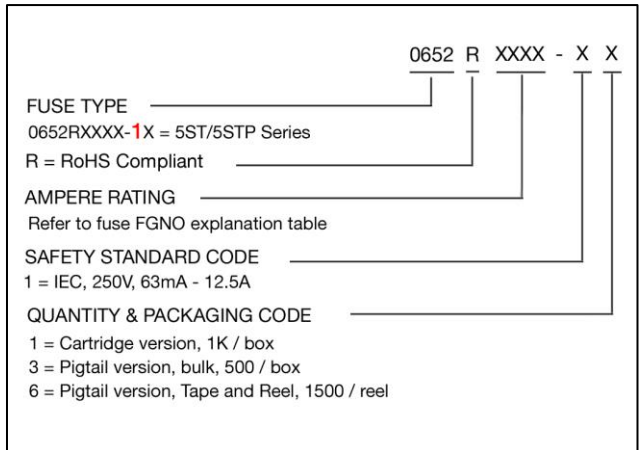 0652 R XXXX - X X
FUSE TYPE
0652RXXXX-1X = 5ST/5STP Series
R = RoHS Compliant
AMPERE RATING
Refer to fuse FGNO explanation table
SAFETY STANDARD CODE
1 = IEC, 250V, 63mA - 12.5A
QUANTITY & PACKAGING CODE
1 = Cartridge version, 1K / box
3 = Pigtail version, bulk, 500 / box
6 = Pigtail version, Tape and Reel, 1500 / reel